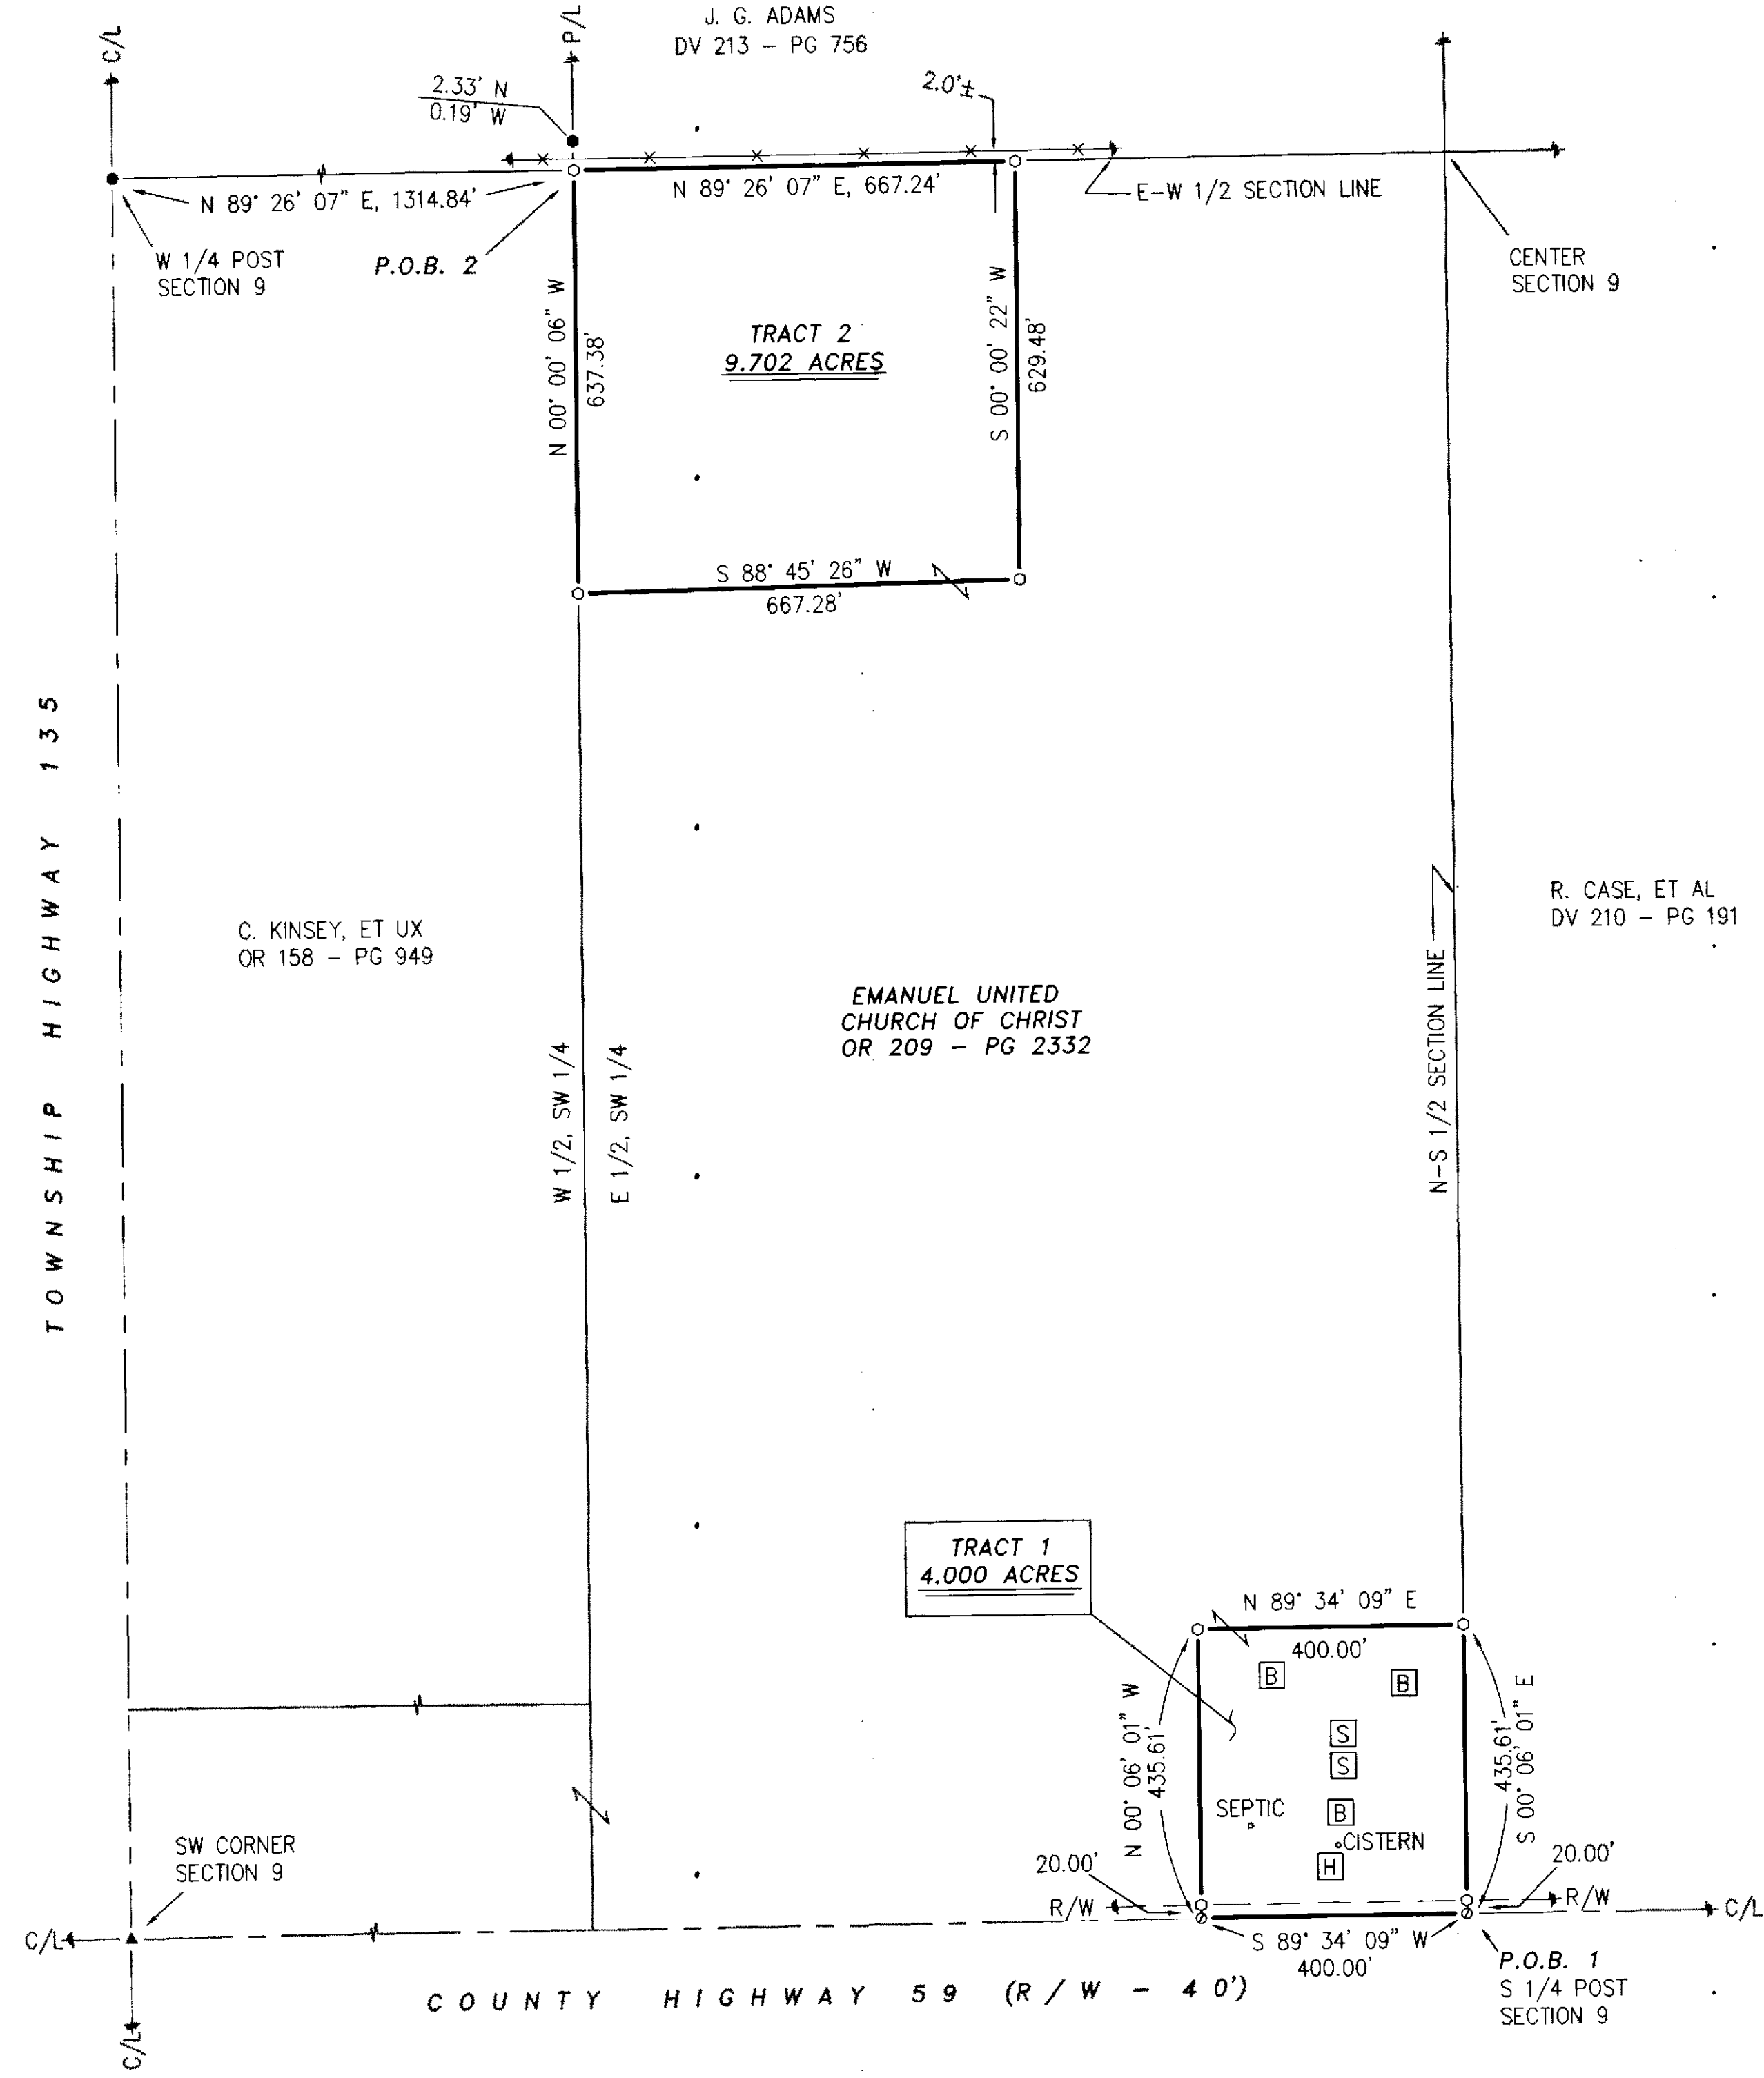 C/L
P/L
J. G. ADAMS
DV 213 – PG 756
2.33' N
0.19' W
2.0'±
N 89° 26' 07" E, 1314.84'
N 89° 26' 07" E, 667.24'
E–W 1/2 SECTION LINE
W 1/4 POST
SECTION 9
P.O.B. 2
CENTER
SECTION 9
N 00° 00' 06" W
637.38'
TRACT 2
9.702 ACRES
S 00° 00' 22" W
629.48'
S 88° 45' 26" W
667.28'
TOWNSHIP HIGHWAY 135
C. KINSEY, ET UX
OR 158 – PG 949
R. CASE, ET AL
DV 210 – PG 191
EMANUEL UNITED
CHURCH OF CHRIST
OR 209 – PG 2332
W 1/2, SW 1/4
E 1/2, SW 1/4
N–S 1/2 SECTION LINE
TRACT 1
4.000 ACRES
N 89° 34' 09" E
400.00'
B
B
S
S
N 00° 06' 01" W
435.61'
435.61'
S 00° 06' 01" E
SEPTIC
B
CISTERN
H
SW CORNER
SECTION 9
20.00'
20.00'
R/W
R/W
C/L
C/L
S 89° 34' 09" W
400.00'
P.O.B. 1
S 1/4 POST
SECTION 9
COUNTY HIGHWAY 59 (R/W – 40')
C/L